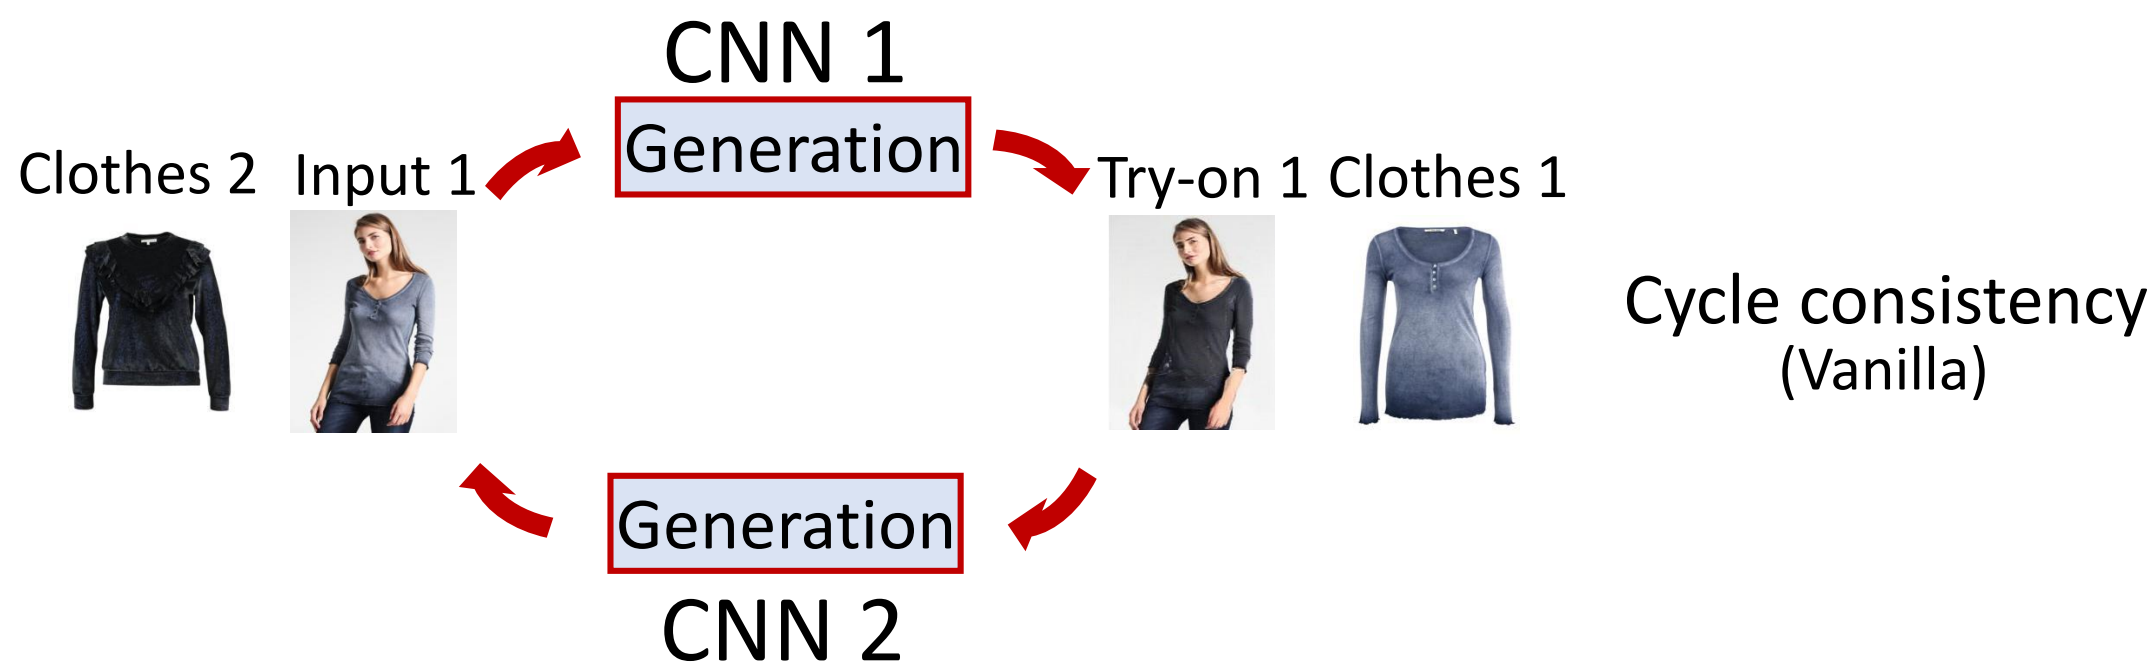 CNN 1
Generation
Clothes 2
Input 1
Try-on 1
Clothes 1
Cycle consistency
(Vanilla)
Generation
CNN 2